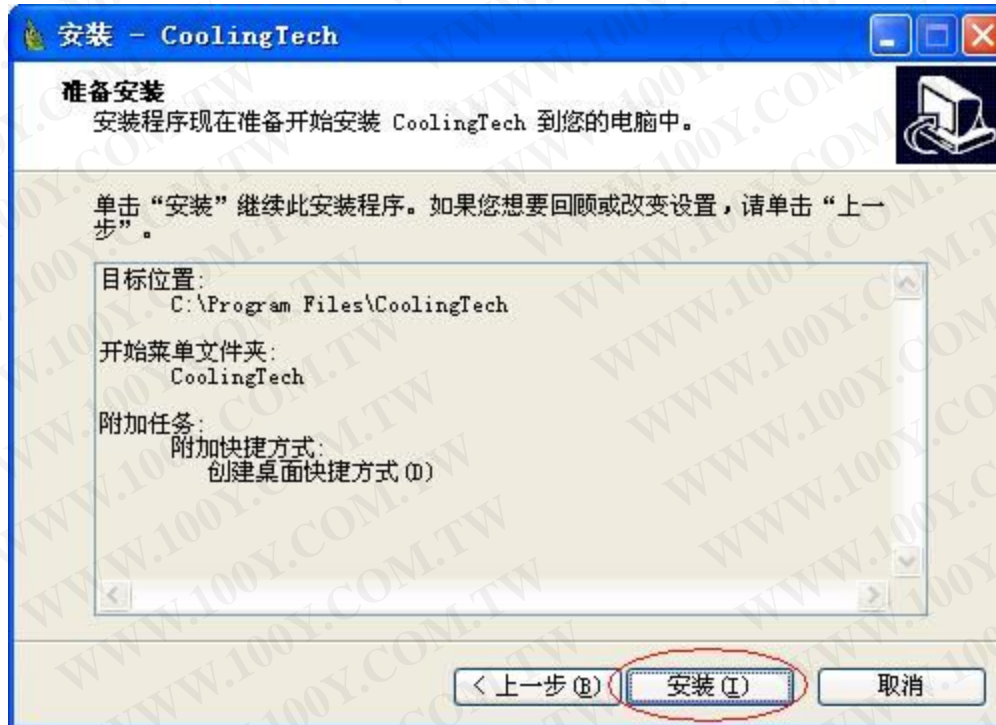 安装 - CoolingTech
准备安装
安装程序现在准备开始安装 CoolingTech 到您的电脑中。
单击“安装”继续此安装程序。如果您想要回顾或改变设置，请单击“上一
步”。
目标位置:
C:\Program Files\CoolingTech
开始菜单文件夹:
CoolingTech
附加任务:
附加快捷方式:
创建桌面快捷方式(D)
< 上一步(B)
安装(I)
取消
WWW.100Y.COM.TW